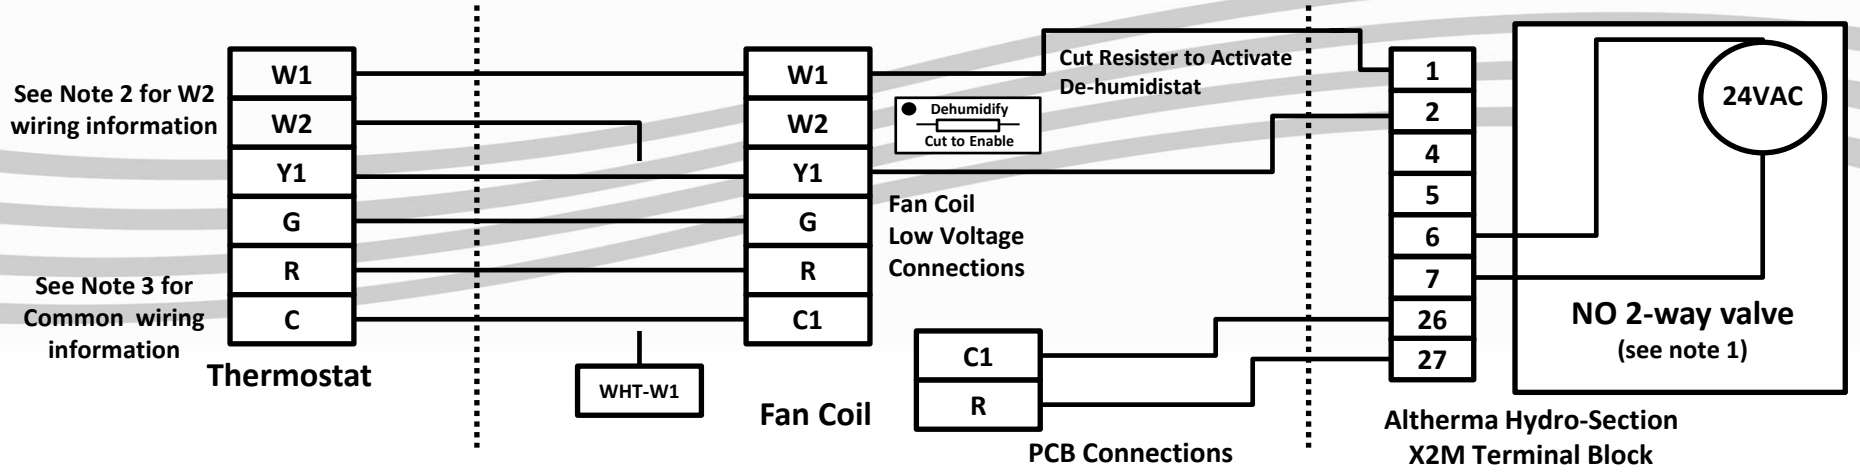 See Note 2 for W2
wiring information
See Note 3 for
Common wiring
information
W1
W2
Y1
G
R
C
Thermostat
WHT-W1
W1
W2
Y1
G
R
C1
Fan Coil
Cut Resister to Activate
De-humidistat
Dehumidify
Cut to Enable
Fan Coil
Low Voltage
Connections
C1
R
PCB Connections
1
2
4
5
6
7
26
27
Altherma Hydro-Section
X2M Terminal Block
24VAC
NO 2-way valve
(see note 1)